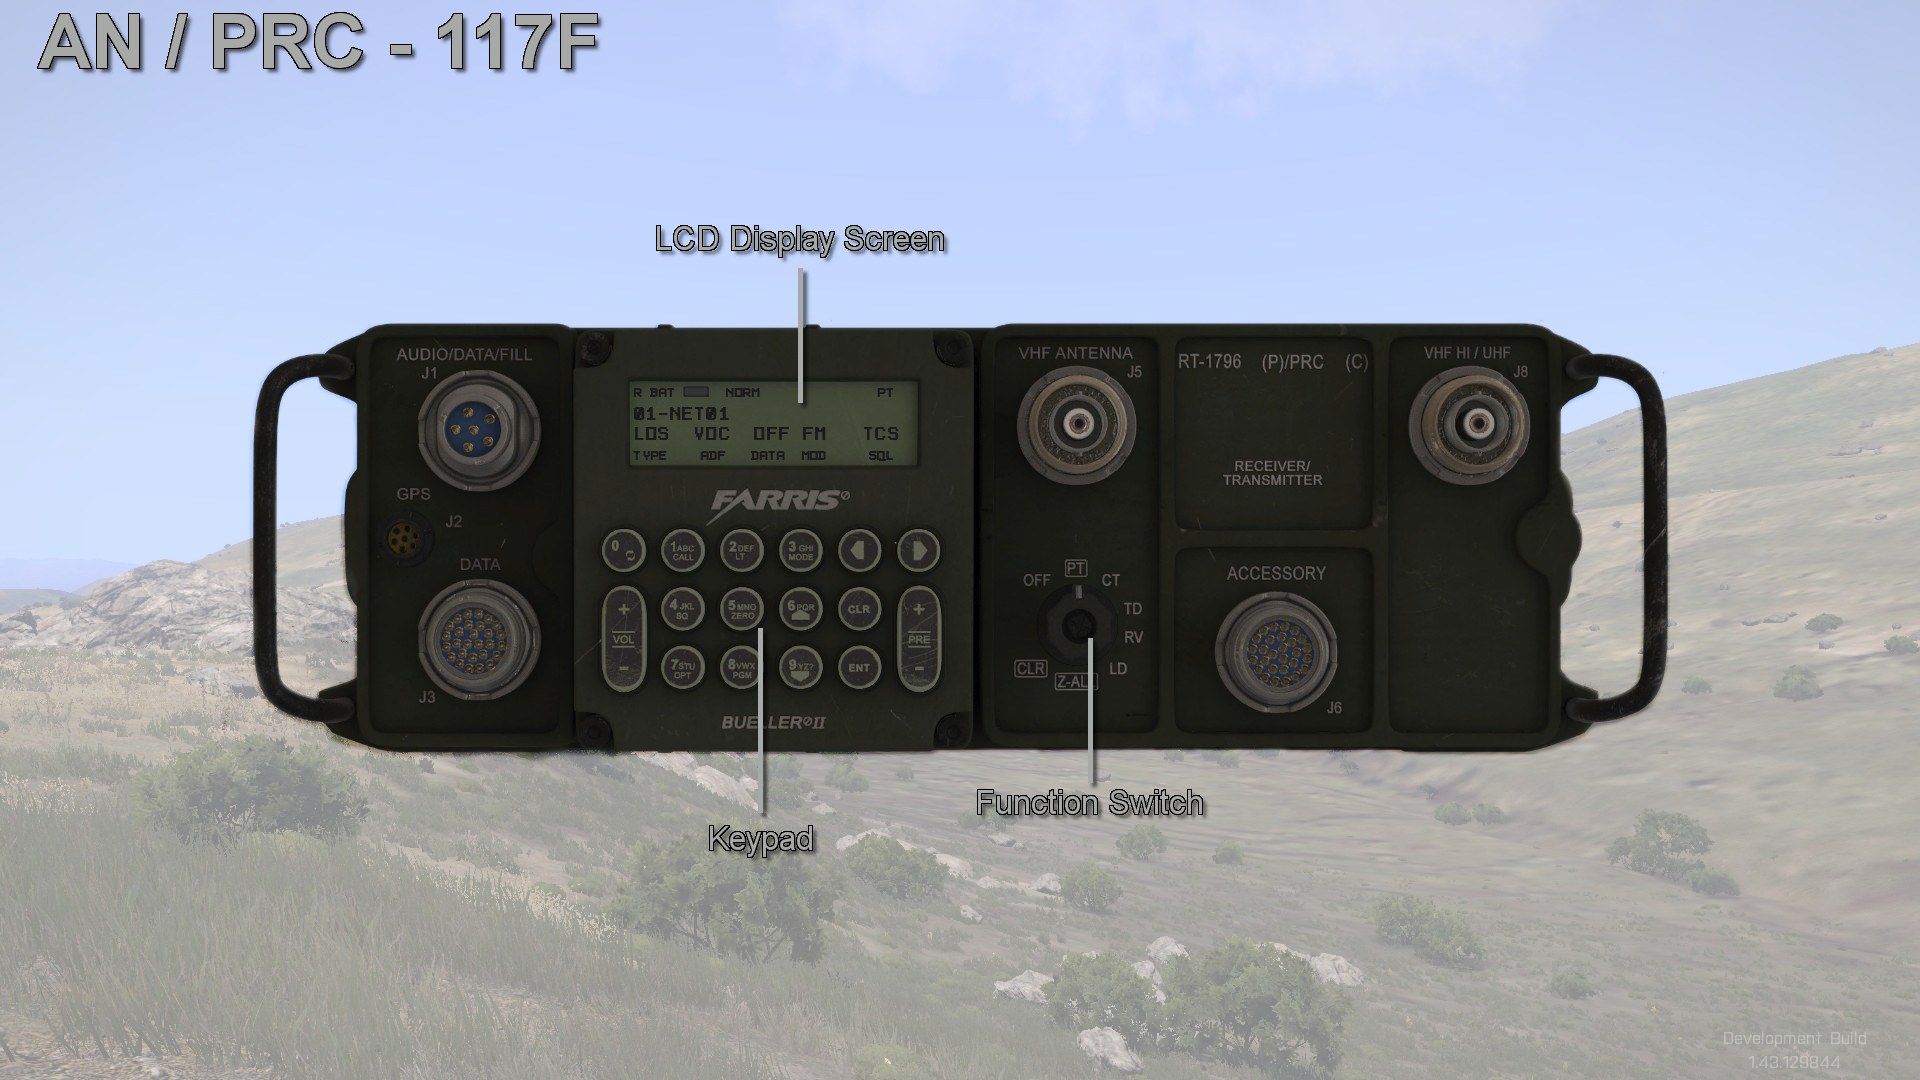 AN / PRC - 117F
LCD Display Screen
AUDIO/DATA/FILL
J1
GPS
J2
DATA
J3
R BAT NORM PT
01-NET01
LOS VOC OFF FM TCS
TYPE ADF DATA MOD SQL
FARRIS
0
1ABC CALL
2DEF LT
3GHI MODE
4JKL SQ
5MNO ZERO
6PQR
CLR
+ VOL -
+ PRE -
7STU OPT
8VWX PGM
9YZ?
ENT
BUELLER II
VHF ANTENNA
J5
OFF PT CT
TD
RV
LD
Z-ALL
CLR
RT-1796 (P)/PRC (C)
RECEIVER/
TRANSMITTER
ACCESSORY
J6
VHF HI / UHF
J8
Function Switch
Keypad
Development Build
1.43.129844